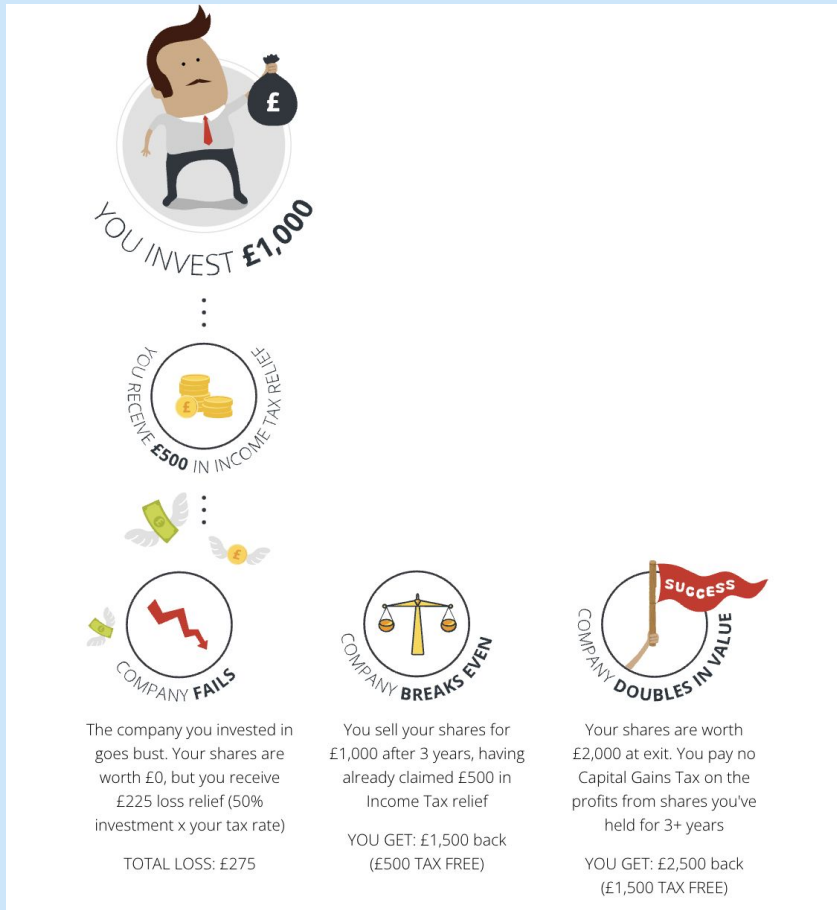 £
YOU INVEST £1,000
£
YOU RECEIVE £500 IN INCOME TAX RELIEF
£
SUCCESS
COMPANY FAILS
COMPANY BREAKS EVEN
COMPANY DOUBLES IN VALUE
The company you invested in
goes bust. Your shares are
worth £0, but you receive
£225 loss relief (50%
investment x your tax rate)
TOTAL LOSS: £275
You sell your shares for
£1,000 after 3 years, having
already claimed £500 in
Income Tax relief
YOU GET: £1,500 back
(£500 TAX FREE)
Your shares are worth
£2,000 at exit. You pay no
Capital Gains Tax on the
profits from shares you've
held for 3+ years
YOU GET: £2,500 back
(£1,500 TAX FREE)